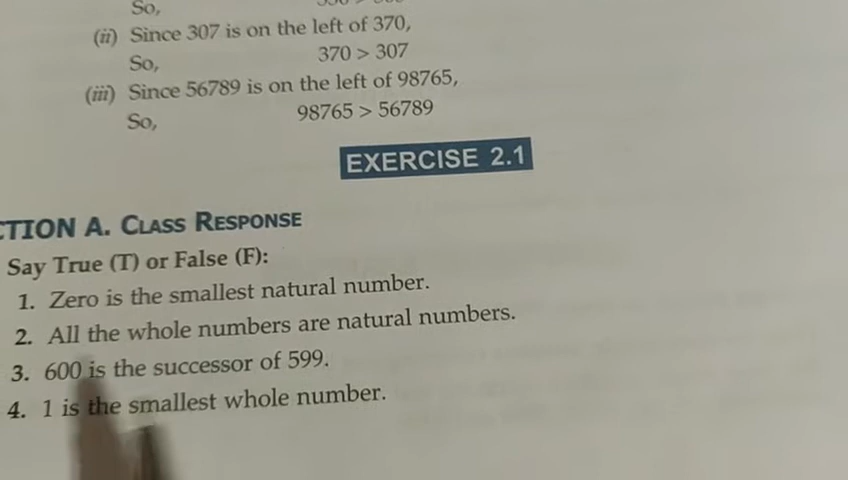 So,
(ii) Since 307 is on the left of 370,
So, 370 > 307
(iii) Since 56789 is on the left of 98765,
So, 98765 > 56789
EXERCISE 2.1
CTION A. CLASS RESPONSE
Say True (T) or False (F):
1. Zero is the smallest natural number.
2. All the whole numbers are natural numbers.
3. 600 is the successor of 599.
4. 1 is the smallest whole number.